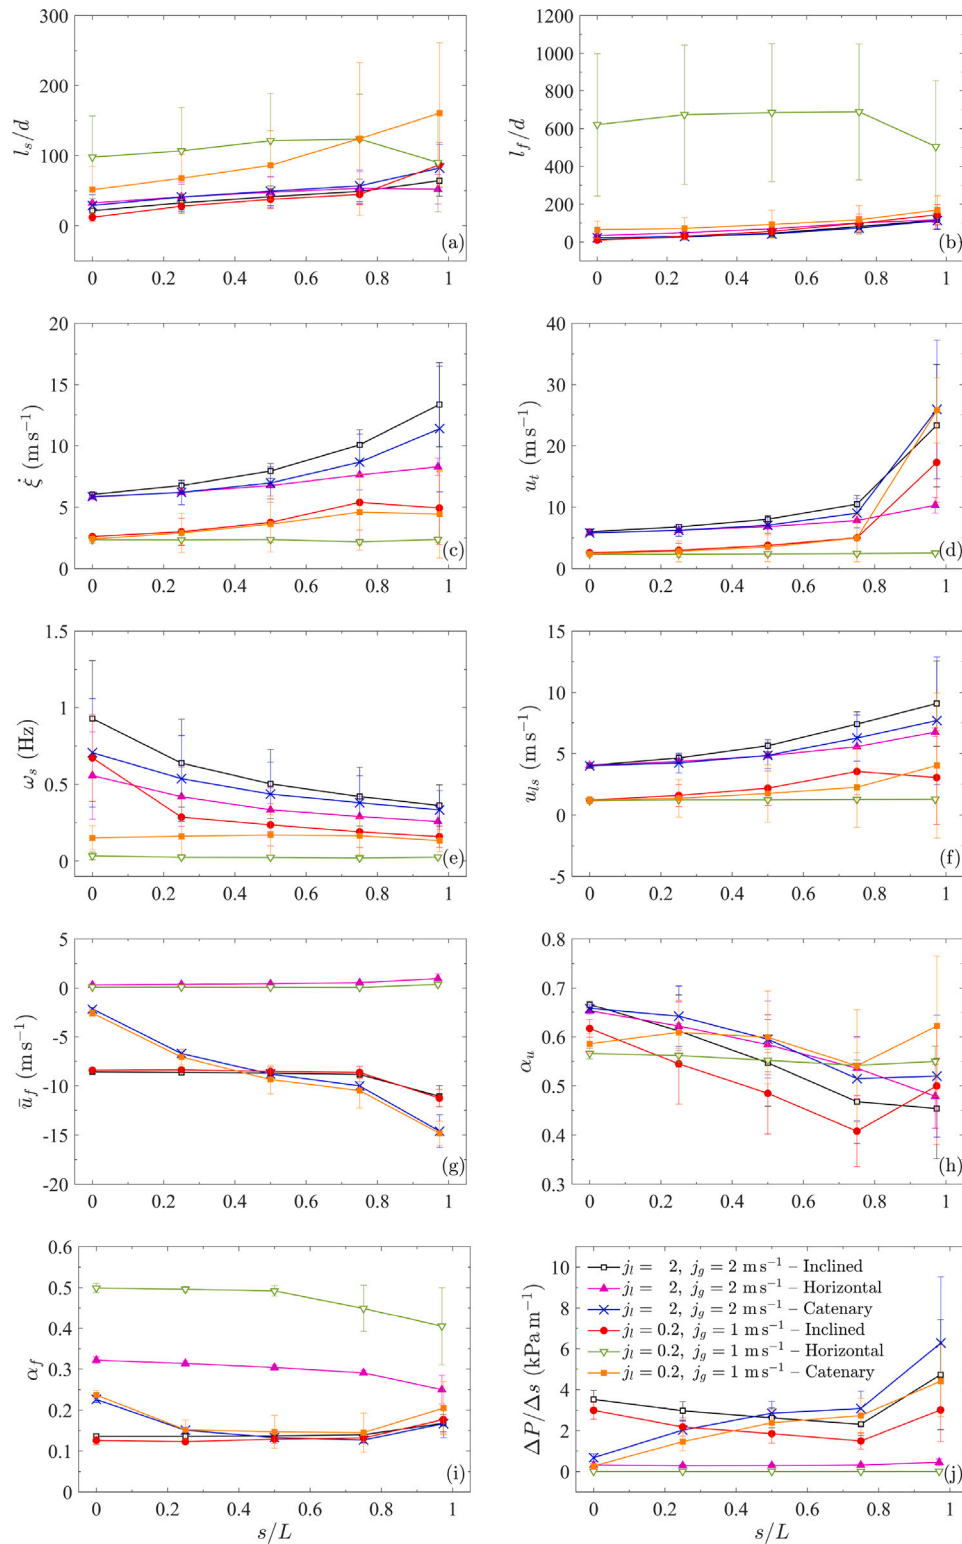 300
250
200
150
100
50
0
l_s/d
0 0.2 0.4 0.6 0.8 1
(a)
1200
1000
800
600
400
200
0
l_f/d
0 0.2 0.4 0.6 0.8 1
(b)
20
15
10
5
0
ξ̇ (m s⁻¹)
0 0.2 0.4 0.6 0.8 1
(c)
40
30
20
10
0
u_t (m s⁻¹)
0 0.2 0.4 0.6 0.8 1
(d)
1.5
1
0.5
0
ω_s (Hz)
0 0.2 0.4 0.6 0.8 1
(e)
15
10
5
0
-5
u_ls (m s⁻¹)
0 0.2 0.4 0.6 0.8 1
(f)
5
0
-5
-10
-15
-20
ū_f (m s⁻¹)
0 0.2 0.4 0.6 0.8 1
(g)
0.8
0.7
0.6
0.5
0.4
0.3
α_u
0 0.2 0.4 0.6 0.8 1
(h)
0.6
0.5
0.4
0.3
0.2
0.1
0
α_f
0 0.2 0.4 0.6 0.8 1
s/L
(i)
10
8
6
4
2
0
ΔP/Δs (kPa m⁻¹)
j_l = 2, j_g = 2 m s⁻¹ – Inclined
j_l = 2, j_g = 2 m s⁻¹ – Horizontal
j_l = 2, j_g = 2 m s⁻¹ – Catenary
j_l = 0.2, j_g = 1 m s⁻¹ – Inclined
j_l = 0.2, j_g = 1 m s⁻¹ – Horizontal
j_l = 0.2, j_g = 1 m s⁻¹ – Catenary
0 0.2 0.4 0.6 0.8 1
s/L
(j)